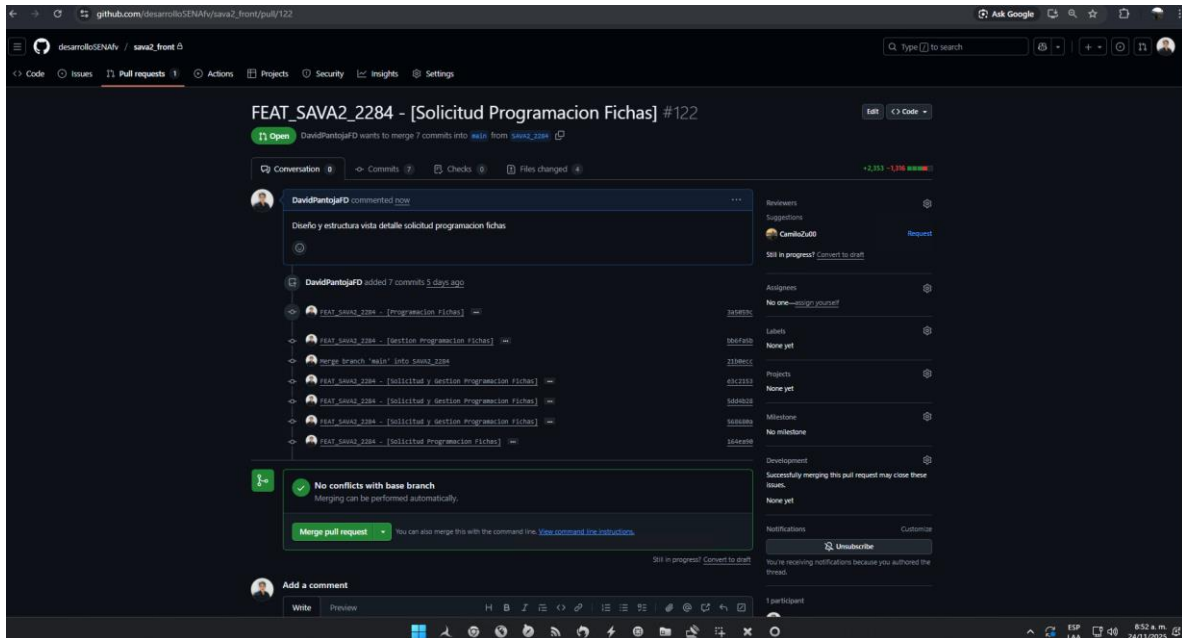 github.com/desarrolloSENAfv/sava2_front/pull/122
Ask Google
desarrolloSENAfv / sava2_front
Type / to search
Code
Issues
Pull requests 1
Actions
Projects
Security
Insights
Settings
FEAT_SAVA2_2284 - [Solicitud Programacion Fichas] #122
Edit
Code
Open
DavidPantojaFD wants to merge 7 commits into main from SAVA2_2284
Conversation 0
Commits 7
Checks 0
Files changed 4
+2,353 −1,316
DavidPantojaFD commented now
Diseño y estructura vista detalle solicitud programacion fichas
DavidPantojaFD added 7 commits 5 days ago
FEAT_SAVA2_2284 - [Programacion Fichas]
FEAT_SAVA2_2284 - [Gestion Programacion Fichas]
Merge branch 'main' into SAVA2_2284
21b0ecc
FEAT_SAVA2_2284 - [Solicitud y Gestion Programacion Fichas]
FEAT_SAVA2_2284 - [Solicitud y Gestion Programacion Fichas]
5dd4b28
FEAT_SAVA2_2284 - [Solicitud y Gestion Programacion Fichas]
FEAT_SAVA2_2284 - [Solicitud Programacion Fichas]
164ea90
No conflicts with base branch
Merging can be performed automatically.
Merge pull request
You can also merge this with the command line. View command line instructions.
Still in progress? Convert to draft
Add a comment
Write
Preview
Reviewers
Suggestions
CamiloZu00
Request
Still in progress? Convert to draft
Assignees
No one—assign yourself
Labels
None yet
Projects
None yet
Milestone
No milestone
Development
Successfully merging this pull request may close these
issues.
None yet
Notifications
Customize
Unsubscribe
You're receiving notifications because you authored the
thread.
1 participant
ESP
LAA
8:52 a. m.
24/11/2025